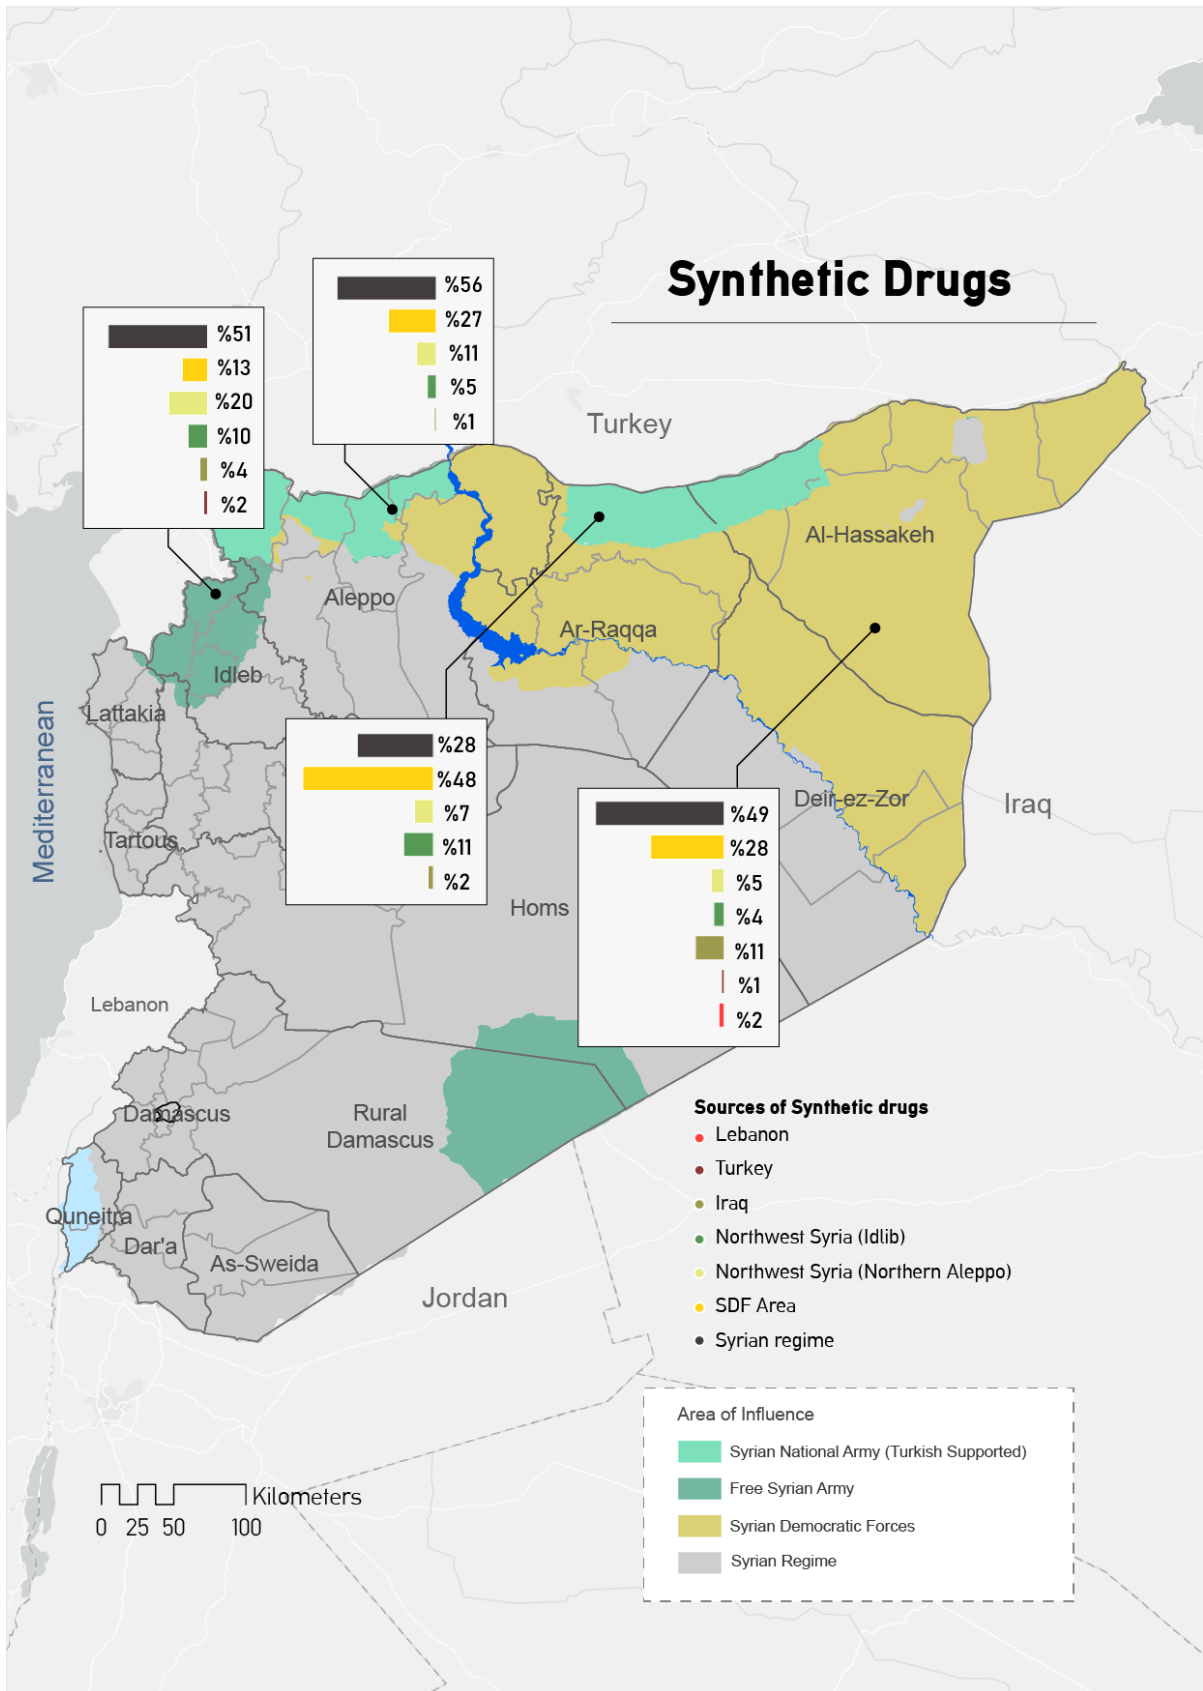 Synthetic Drugs
%56
%27
%11
%5
%1
%51
%13
%20
%10
%4
%2
Turkey
Al-Hassakeh
Aleppo
Ar-Raqqa
Idleb
Lattakia
Mediterranean
%28
%48
%7
%11
%2
Deir-ez-Zor
Iraq
%49
%28
%5
%4
%11
%1
%2
Tartous
Homs
Lebanon
Damascus
Rural
Damascus
Quneitra
Dar'a
As-Sweida
Jordan
Sources of Synthetic drugs
Lebanon
Turkey
Iraq
Northwest Syria (Idlib)
Northwest Syria (Northern Aleppo)
SDF Area
Syrian regime
Area of Influence
Syrian National Army (Turkish Supported)
Free Syrian Army
Syrian Democratic Forces
Syrian Regime
Kilometers
0 25 50 100